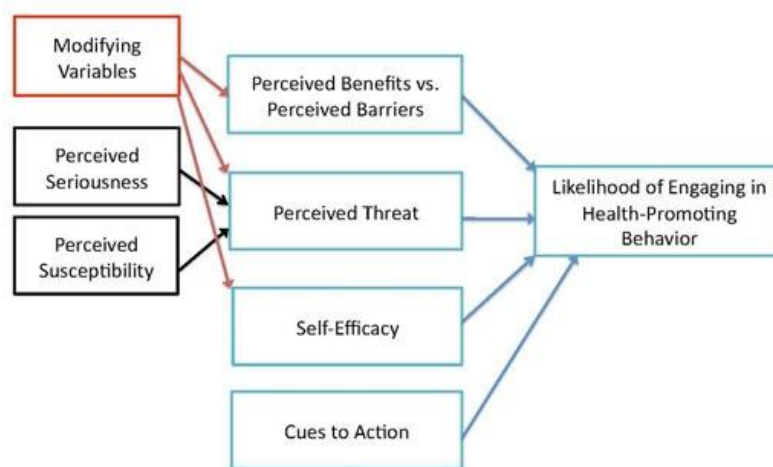 Modifying
Variables
Perceived Benefits vs.
Perceived Barriers
Perceived
Seriousness
Perceived Threat
Likelihood of Engaging in
Health-Promoting
Behavior
Perceived
Susceptibility
Self-Efficacy
Cues to Action